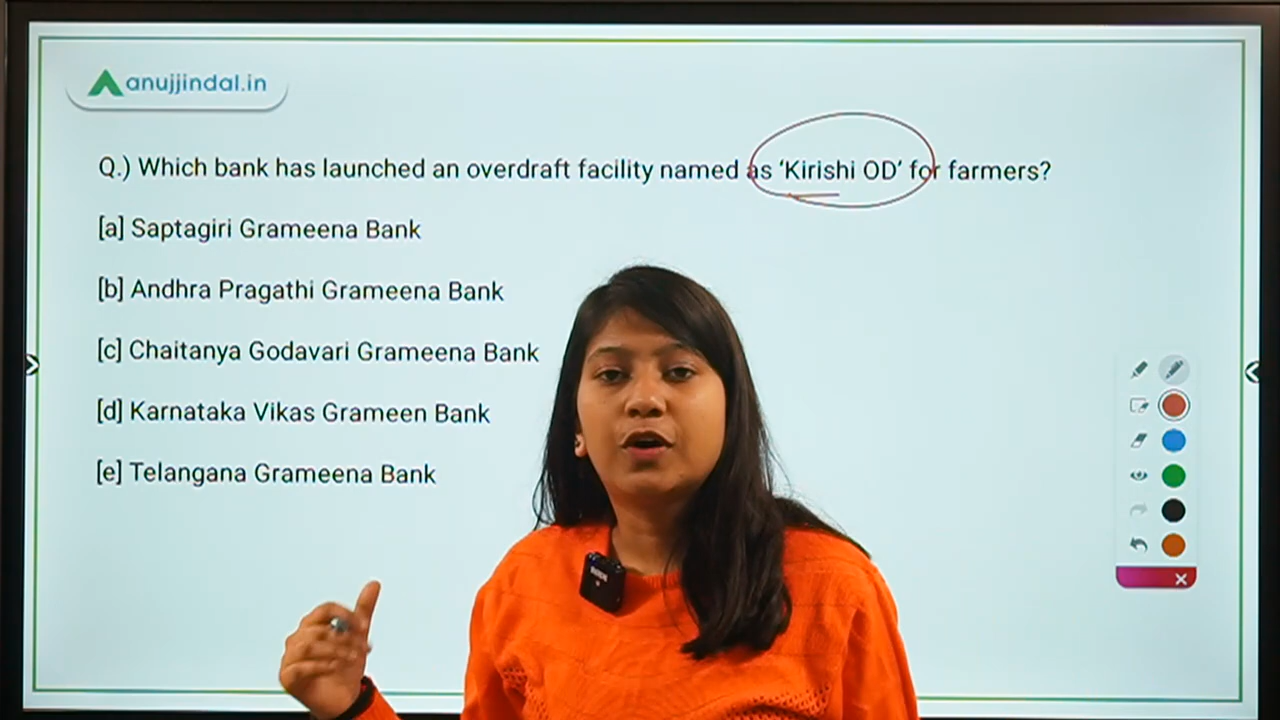 anujjindal.in
Q.) Which bank has launched an overdraft facility named as ‘Kirishi OD’ for farmers?
[a] Saptagiri Grameena Bank
[b] Andhra Pragathi Grameena Bank
[c] Chaitanya Godavari Grameena Bank
[d] Karnataka Vikas Grameen Bank
[e] Telangana Grameena Bank